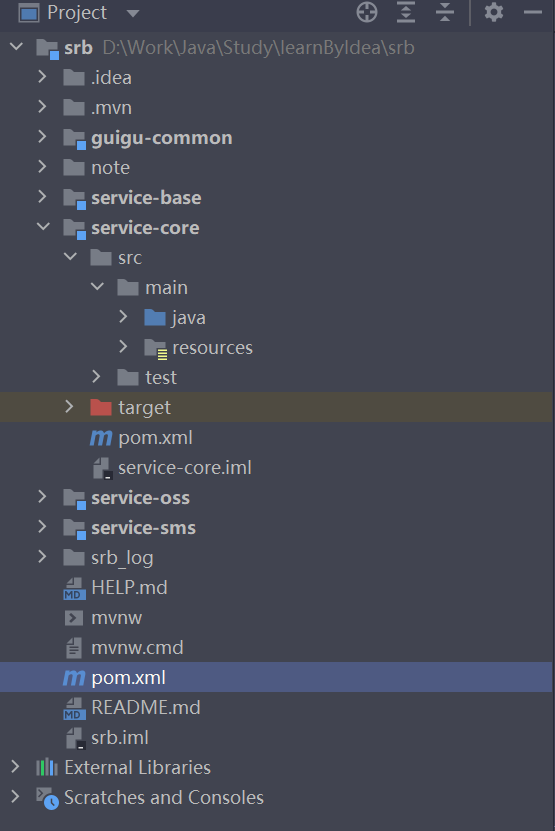 Project
srb D:\Work\Java\Study\learnByIdea\srb
.idea
.mvn
guigu-common
note
service-base
service-core
src
main
java
resources
test
target
m pom.xml
service-core.iml
service-oss
service-sms
srb_log
MD HELP.md
mvnw
mvnw.cmd
m pom.xml
MD README.md
srb.iml
External Libraries
Scratches and Consoles